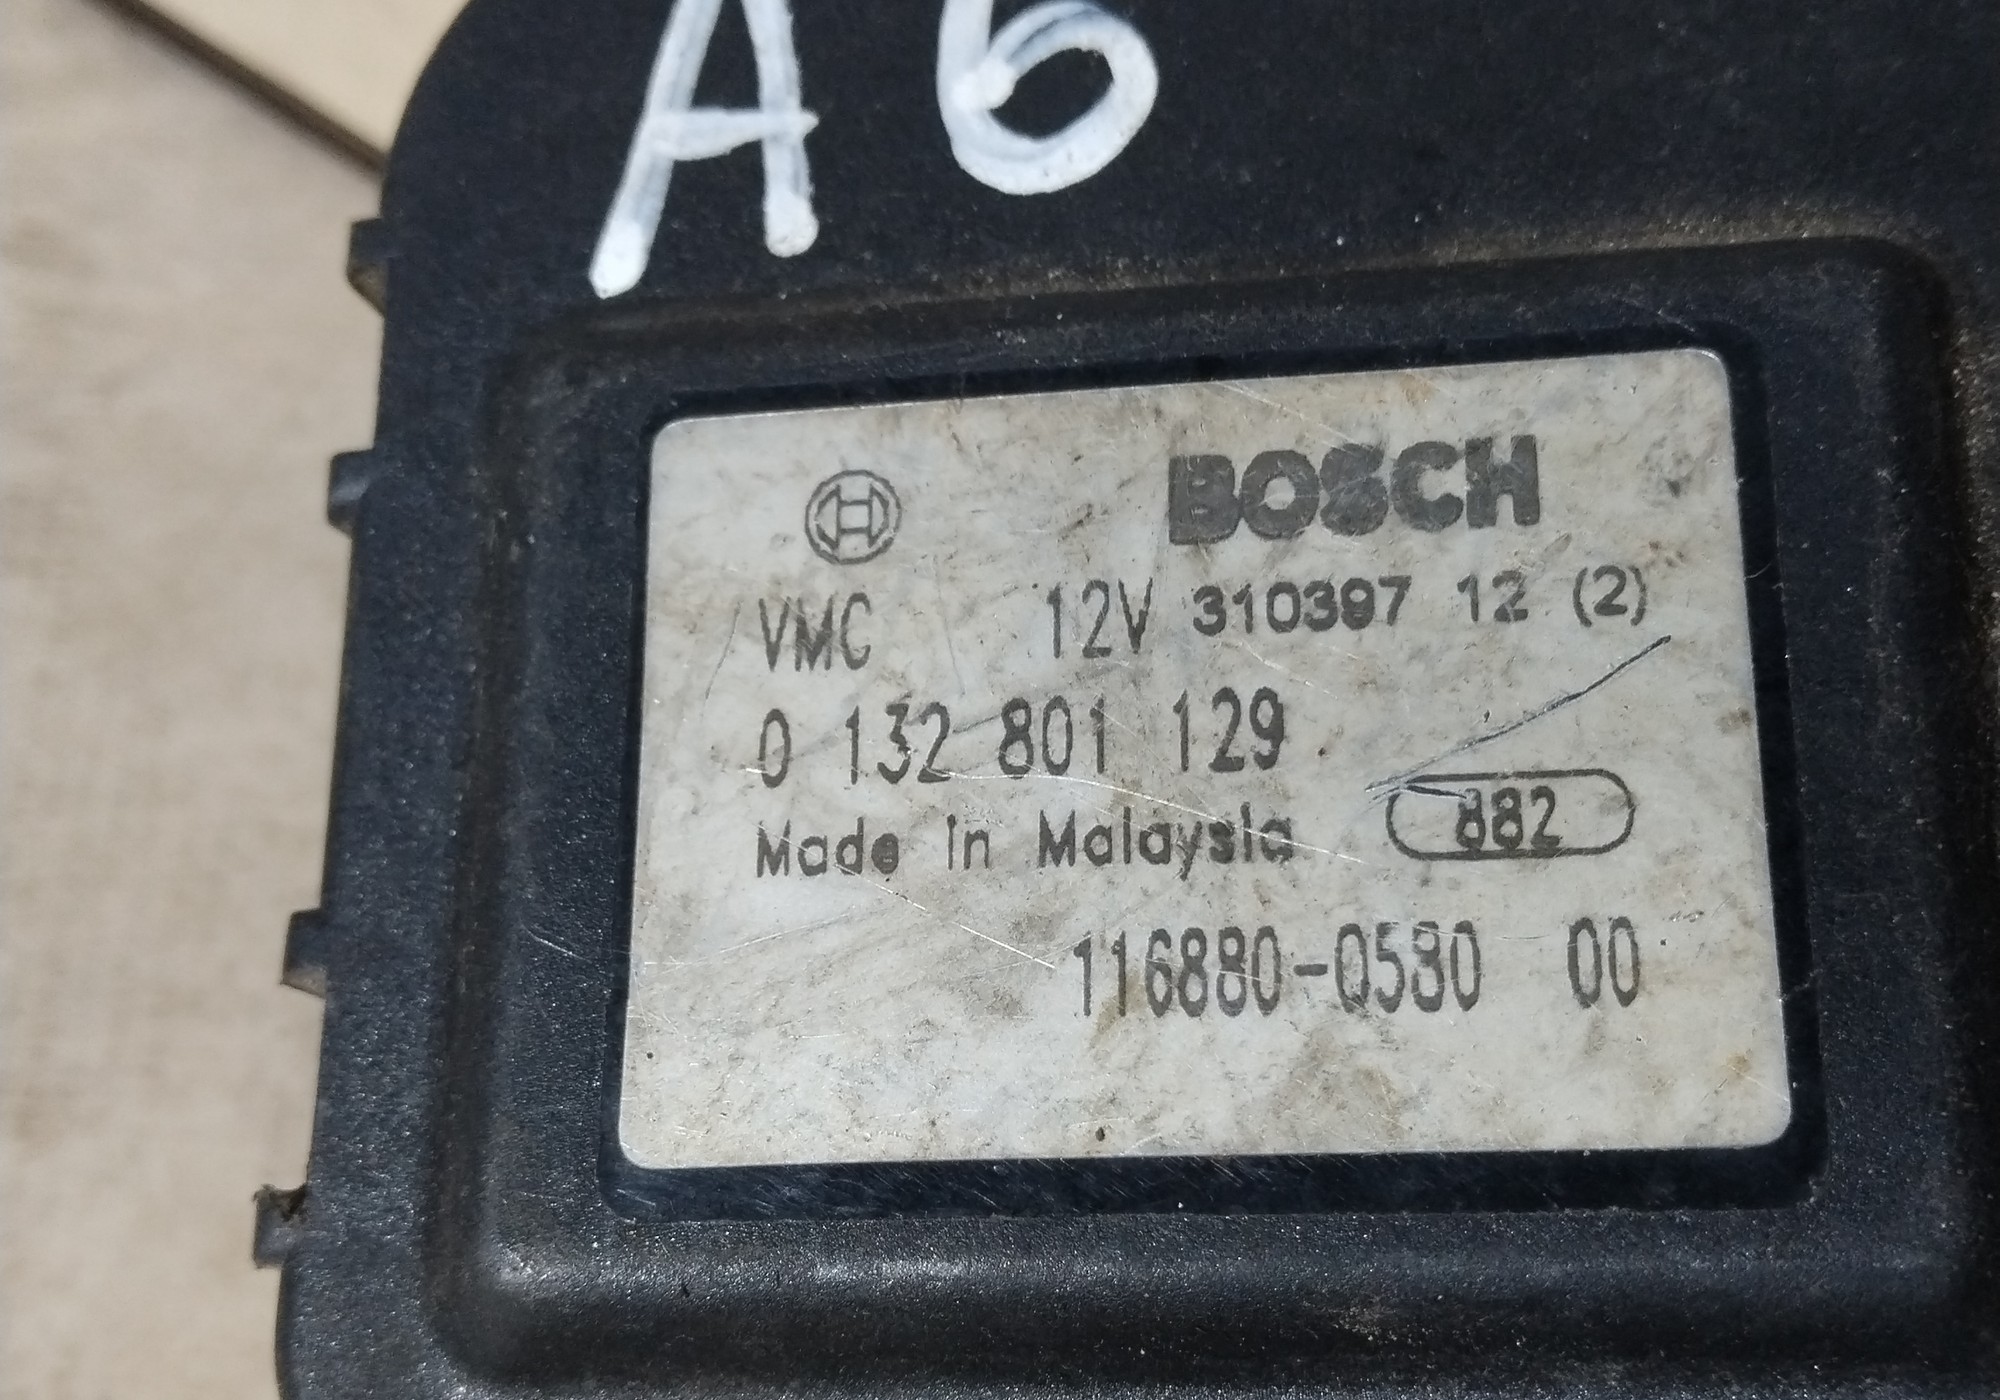 A6
BOSCH
VMC 12V 310397 12 (2)
0 132 801 129
Made in Malaysia 882
116880-0580 00